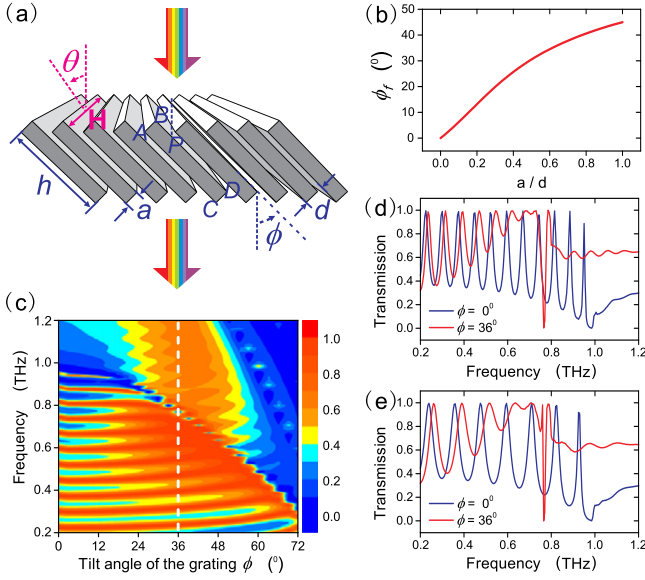 (a)
θ
H
A
B
P
h
a
C
D
ϕ
d
(b)
ϕf (⁰)
50
40
30
20
10
0
0.0 0.2 0.4 0.6 0.8 1.0
a / d
(c)
Frequency (THz)
1.2
1.0
0.8
0.6
0.4
0.2
0 12 24 36 48 60 72
Tilt angle of the grating ϕ (⁰)
1.0
0.8
0.6
0.4
0.2
0.0
(d)
Transmission
1.0
0.8
0.6
0.4
0.2
0.0
ϕ = 0⁰
ϕ = 36⁰
0.2 0.4 0.6 0.8 1.0 1.2
Frequency (THz)
(e)
Transmission
1.0
0.8
0.6
0.4
0.2
0.0
ϕ = 0⁰
ϕ = 36⁰
0.2 0.4 0.6 0.8 1.0 1.2
Frequency (THz)